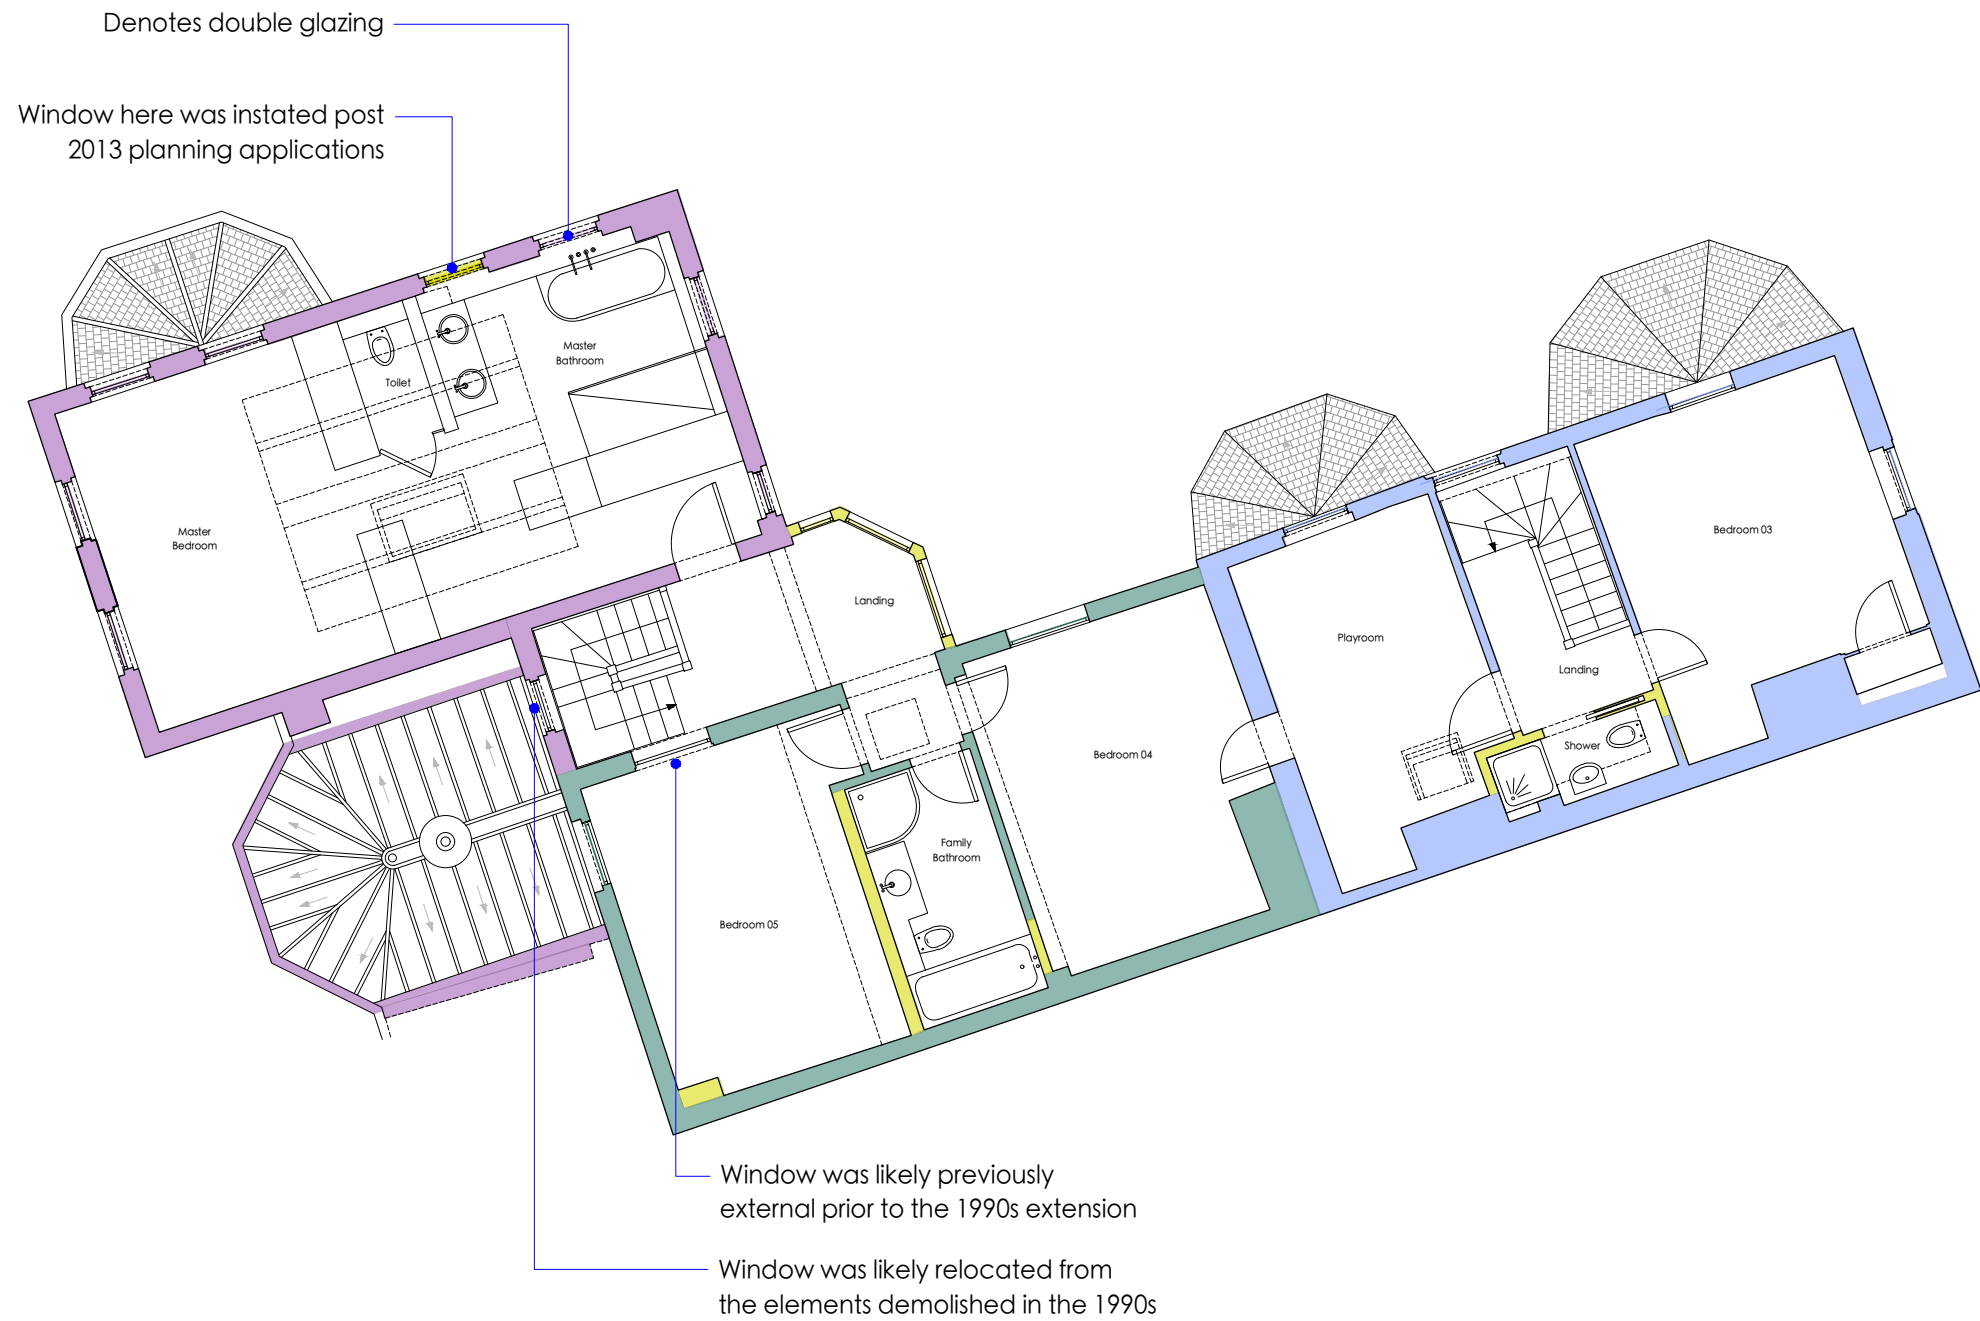 Denotes double glazing
Window here was instated post
2013 planning applications
Master
Bathroom
Toilet
Master
Bedroom
Landing
Bedroom 03
Playroom
Landing
Shower
Bedroom 04
Family
Bathroom
Bedroom 05
Window was likely previously
external prior to the 1990s extension
Window was likely relocated from
the elements demolished in the 1990s